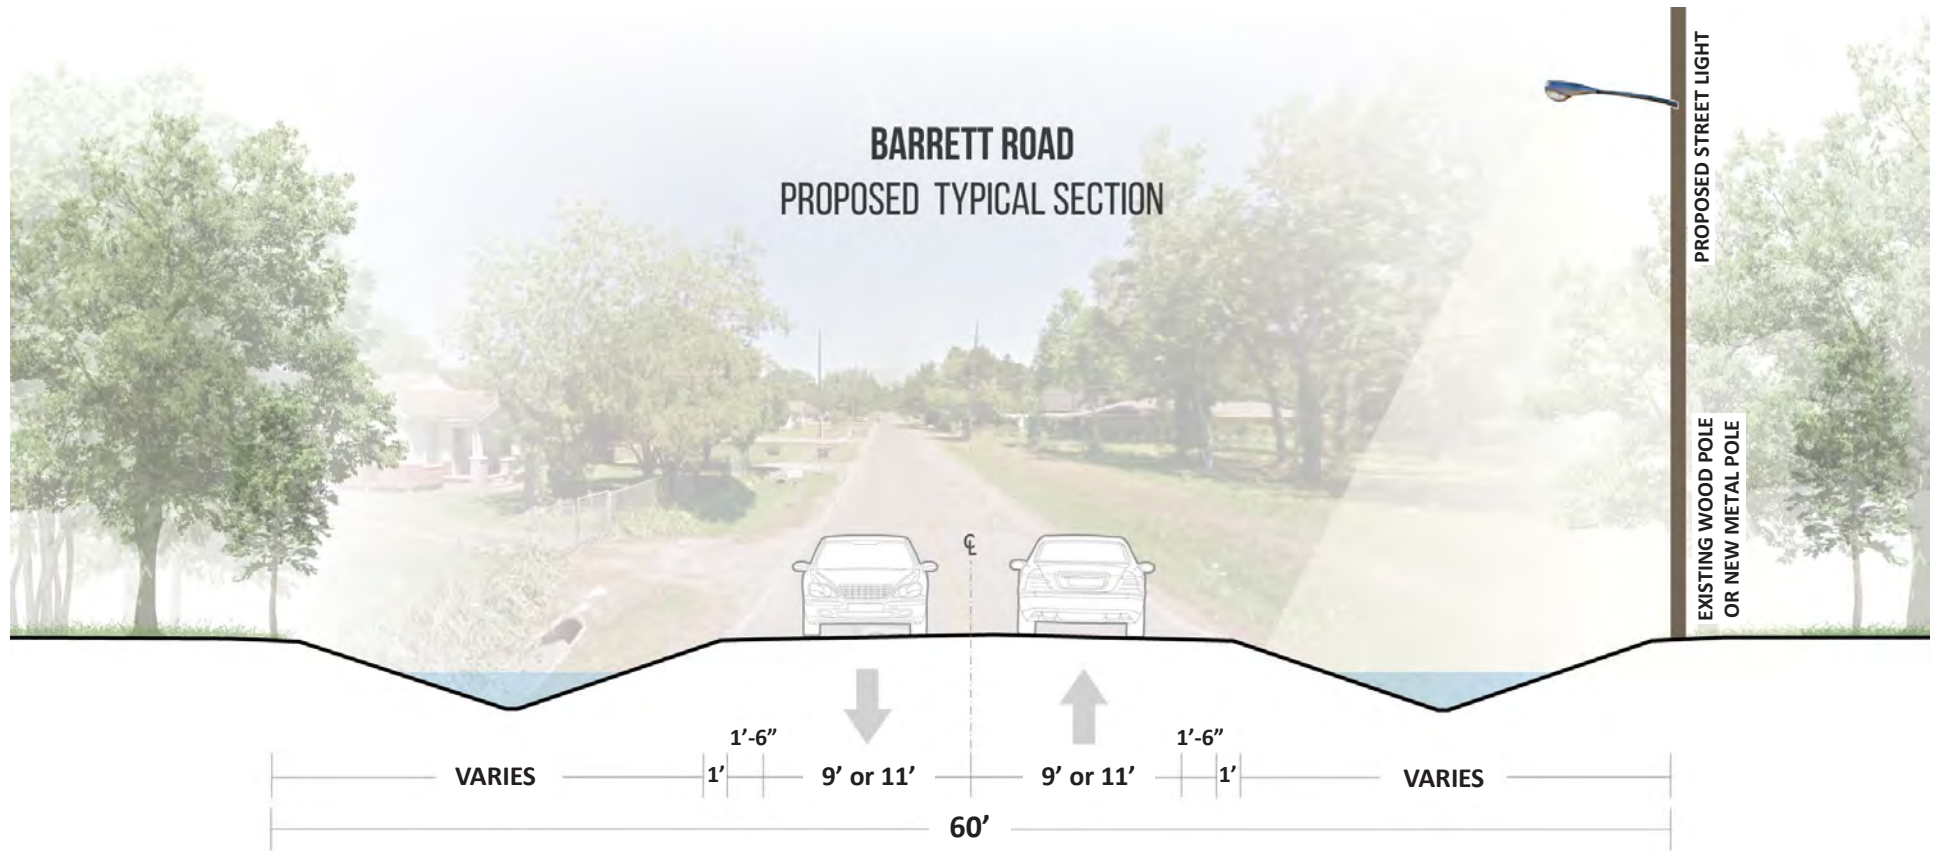 BARRETT ROAD
PROPOSED TYPICAL SECTION
PROPOSED STREET LIGHT
EXISTING WOOD POLE
OR NEW METAL POLE
℄
1’-6”
1’-6”
VARIES
1’
9’ or 11’
9’ or 11’
1’
VARIES
60’